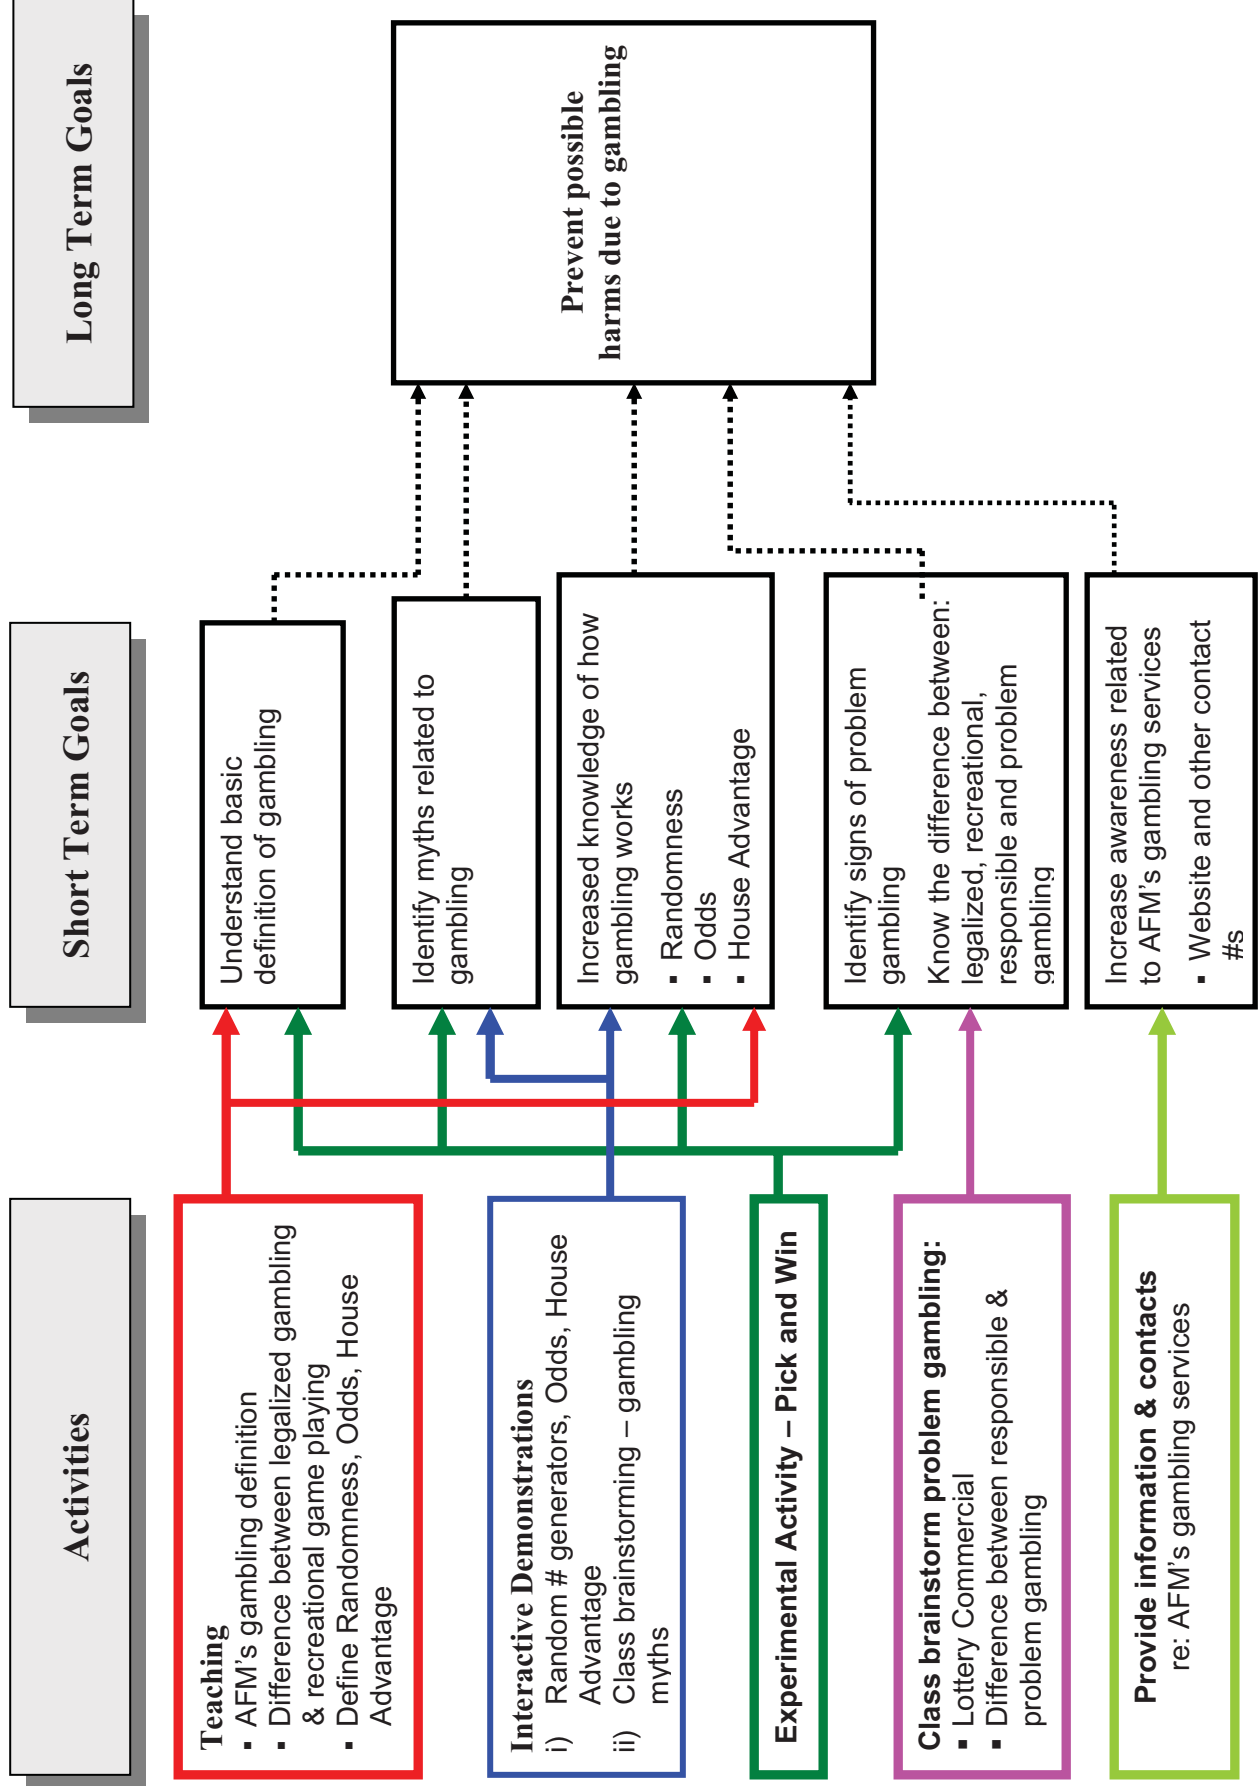 Activities
Short Term Goals
Long Term Goals
Teaching
▪ AFM's gambling definition
▪ Difference between legalized gambling
& recreational game playing
▪ Define Randomness, Odds, House
Advantage
Interactive Demonstrations
i) Random # generators, Odds, House
Advantage
ii) Class brainstorming – gambling
myths
Experimental Activity – Pick and Win
Class brainstorm problem gambling:
▪ Lottery Commercial
▪ Difference between responsible &
problem gambling
Provide information & contacts
re: AFM's gambling services
Understand basic
definition of gambling
Identify myths related to
gambling
Increased knowledge of how
gambling works
▪ Randomness
▪ Odds
▪ House Advantage
Identify signs of problem
gambling
Know the difference between:
legalized, recreational,
responsible and problem
gambling
Increase awareness related
to AFM's gambling services
▪ Website and other contact
#s
Prevent possible
harms due to gambling